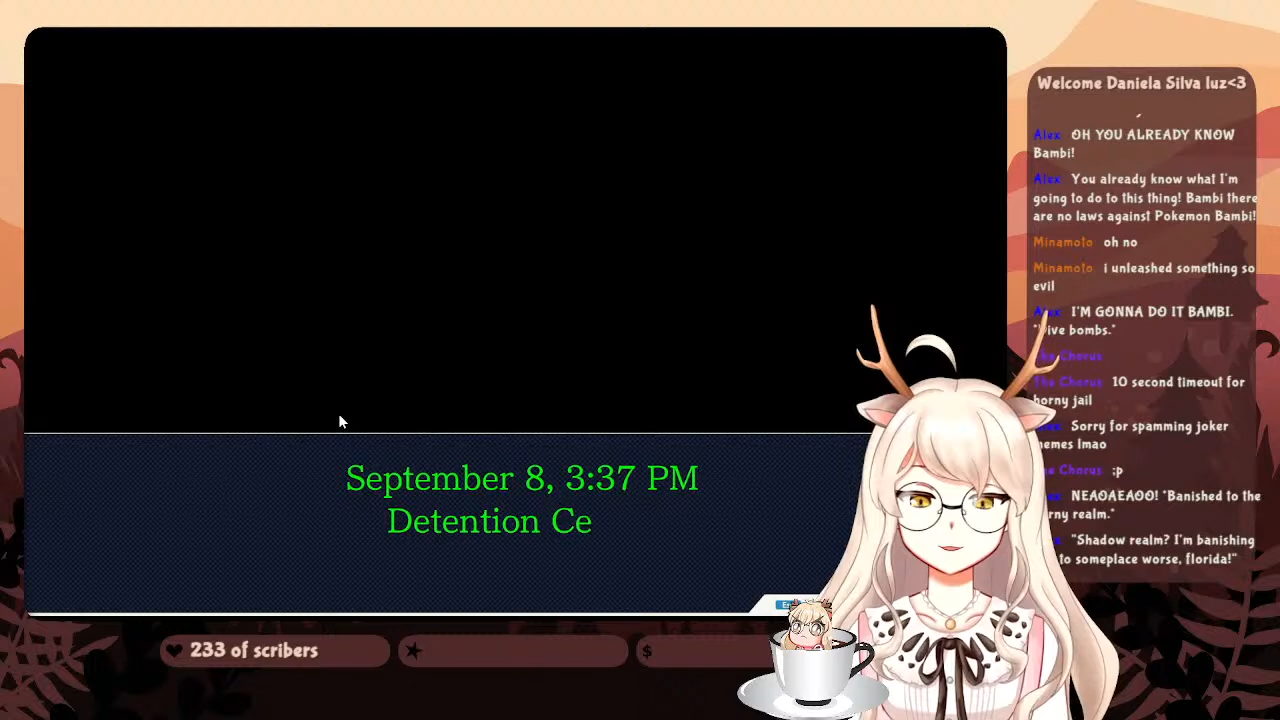 September 8, 3:37 PM
Detention Ce
Welcome Daniela Silva luz<3
Alex OH YOU ALREADY KNOW
Bambi!
Alex You already know what I'm
going to do to this thing! Bambi there
are no laws against Pokemon Bambi!
Minamoto oh no
Minamoto i unleashed something so
evil
I'M GONNA DO IT BAMBI.
bombs."
Chorus
The Chorus 10 second timeout for
horny jail
Sorry for spamming joker
memes lmao
Chorus ;p
NEAOAEAOO! "Banished to the
realm."
"Shadow realm? I'm banishing
to someplace worse, florida!"
233 of scribers
$